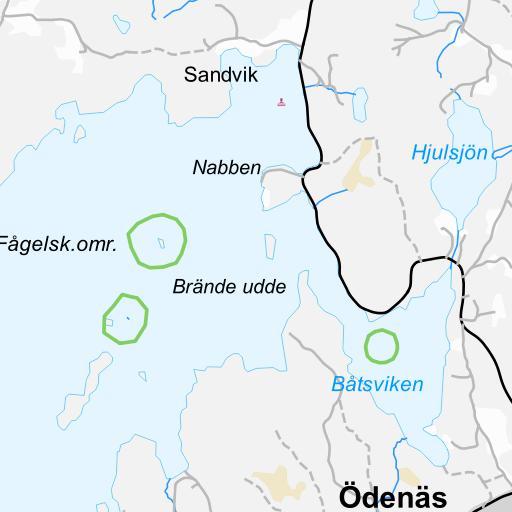 Sandvik
Hjulsjön
Nabben
Fågelsk.omr.
Brände udde
Båtsviken
Ödenäs